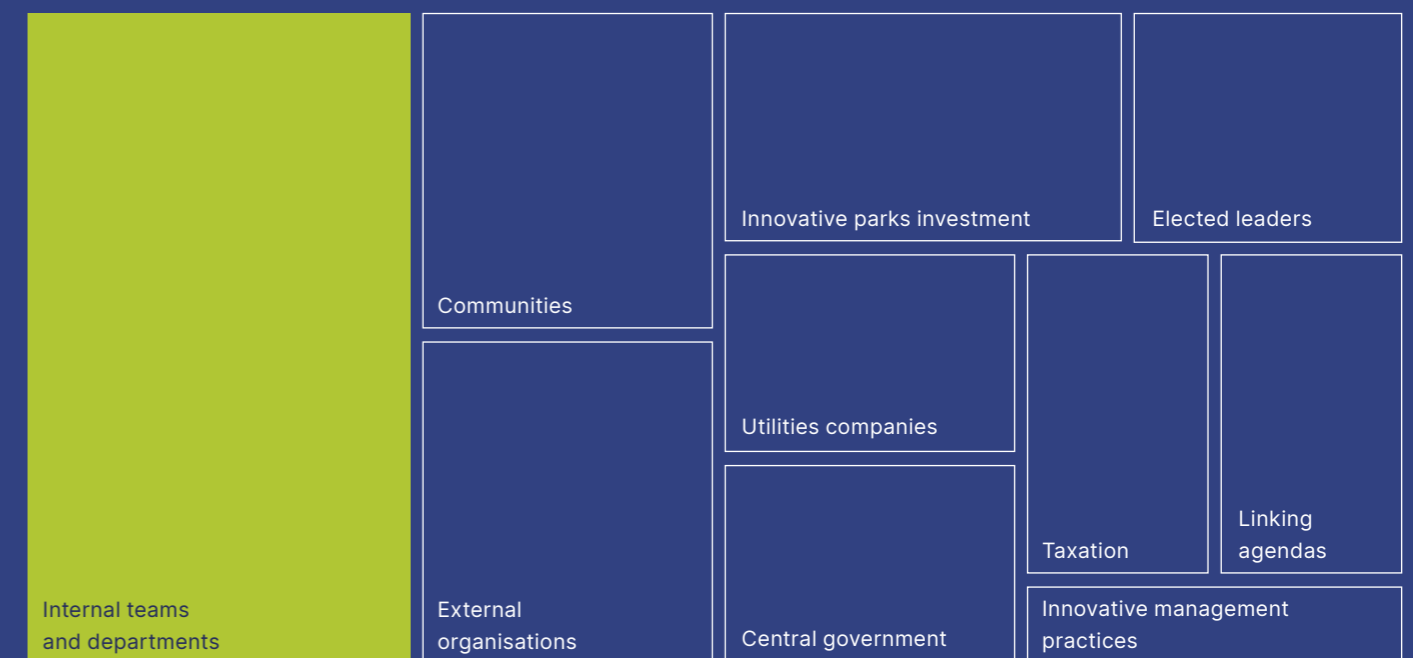 Internal teams
and departments
Communities
External
organisations
Innovative parks investment
Elected leaders
Utilities companies
Central government
Taxation
Linking
agendas
Innovative management
practices